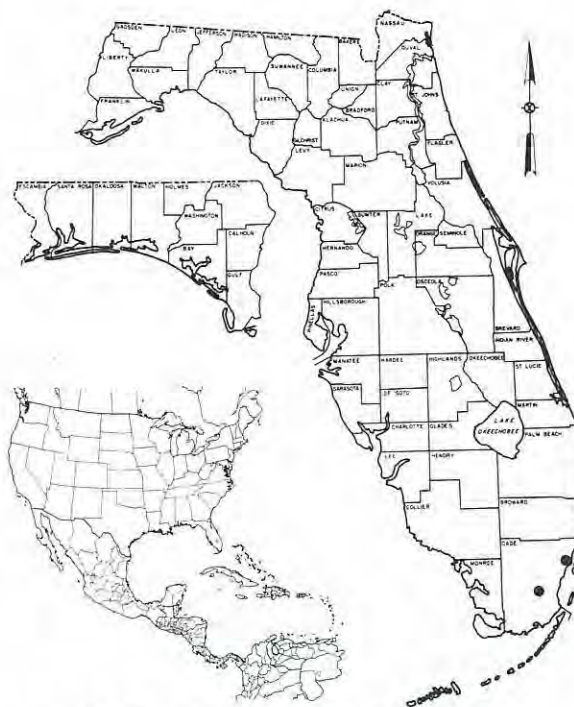 NASSAU
GADSDEN
LEON
JEFFERSON
MADISON
HAMILTON
BAKER
DUVAL
LIBERTY
WAKULLA
TAYLOR
SUWANNEE
COLUMBIA
UNION
CLAY
ST JOHNS
FRANKLIN
LAFAYETTE
BRADFORD
DIXIE
GILCHRIST
ALACHUA
PUTNAM
FLAGLER
LEVY
MARION
VOLUSIA
ESCAMBIA
SANTA ROSA
OKALOOSA
WALTON
HOLMES
JACKSON
WASHINGTON
BAY
CALHOUN
GULF
CITRUS
SUMTER
LAKE
HERNANDO
ORANGE
SEMINOLE
PASCO
POLK
OSCEOLA
PINELLAS
HILLSBOROUGH
BREVARD
INDIAN RIVER
MANATEE
HARDEE
HIGHLANDS
OKEECHOBEE
ST LUCIE
SARASOTA
DE SOTO
MARTIN
CHARLOTTE
GLADES
LAKE
OKEECHOBEE
PALM BEACH
LEE
HENDRY
COLLIER
BROWARD
DADE
MONROE